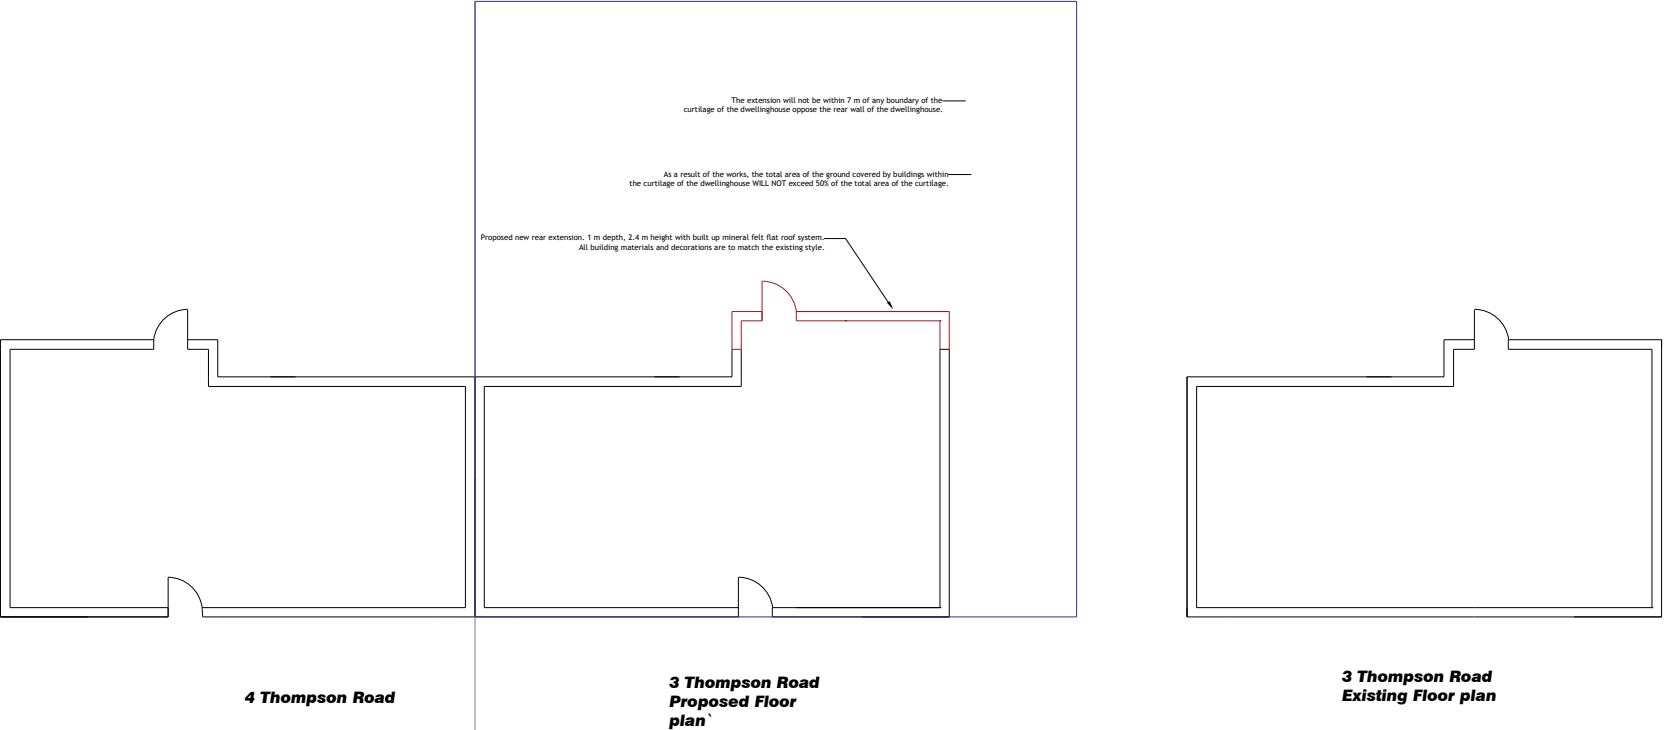 The extension will not be within 7 m of any boundary of the
curtilage of the dwellinghouse oppose the rear wall of the dwellinghouse.
As a result of the works, the total area of the ground covered by buildings within
the curtilage of the dwellinghouse WILL NOT exceed 50% of the total area of the curtilage.
Proposed new rear extension. 1 m depth, 2.4 m height with built up mineral felt flat roof system.
All building materials and decorations are to match the existing style.
4 Thompson Road
3 Thompson Road
Proposed Floor
plan`
3 Thompson Road
Existing Floor plan